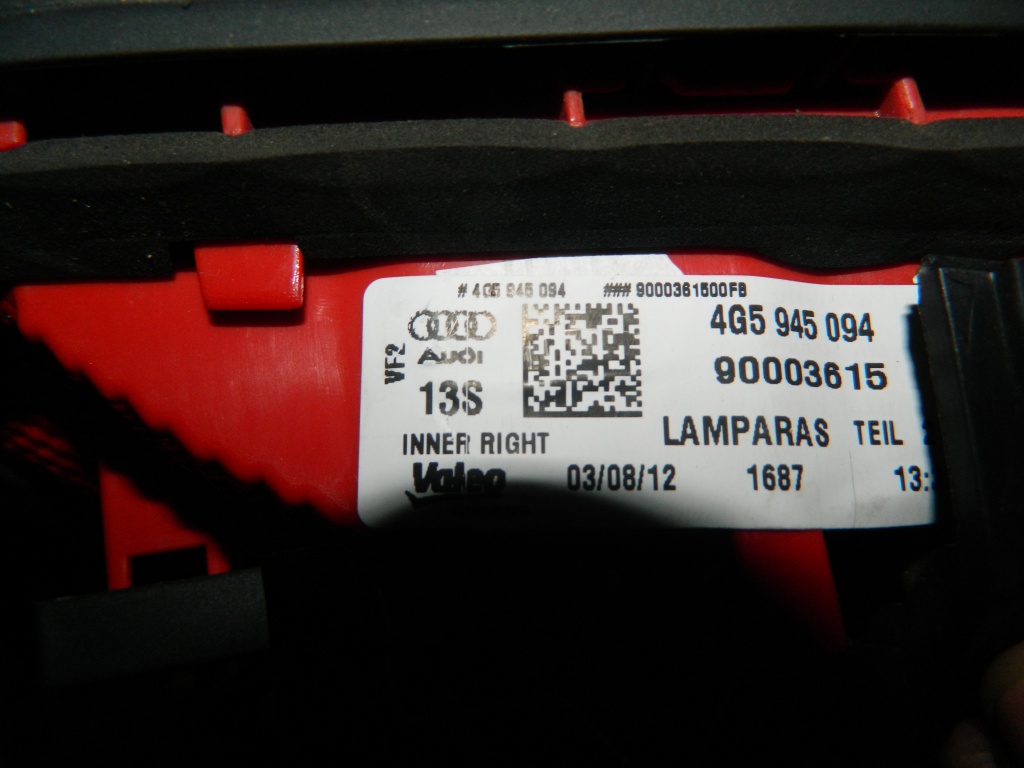 # 4G5 945 094 ### 9000361500FB
AUDI
VF2
13S
4G5 945 094
90003615
INNER RIGHT
LAMPARAS TEIL
Valeo 03/08/12 1687 13: